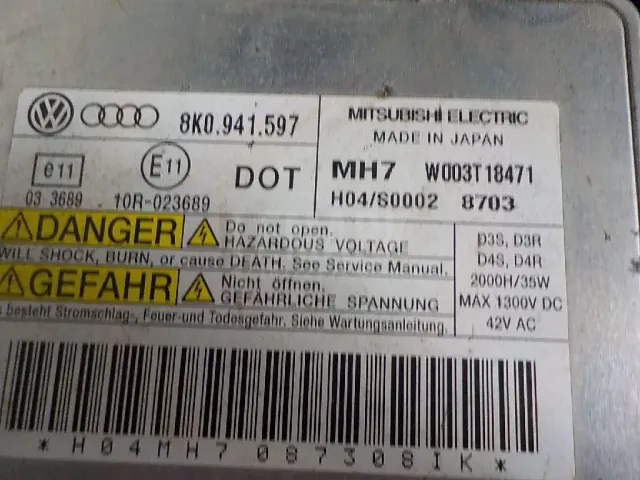 8K0.941.597
MITSUBISHI ELECTRIC
MADE IN JAPAN
e11
E11
DOT
MH7 W003T18471
03 3689 10R-023689
H04/S0002 8703
DANGER
Do not open.
HAZARDOUS VOLTAGE
WILL SHOCK, BURN, or cause DEATH. See Service Manual.
GEFAHR
Nicht öffnen.
GEFÄHRLICHE SPANNUNG
s besteht Stromschlag-, Feuer-und Todesgefahr. Siehe Wartungsanleitung.
D3S, D3R
D4S, D4R
2000H/35W
MAX 1300V DC
42V AC
*H04MH7087308IK*